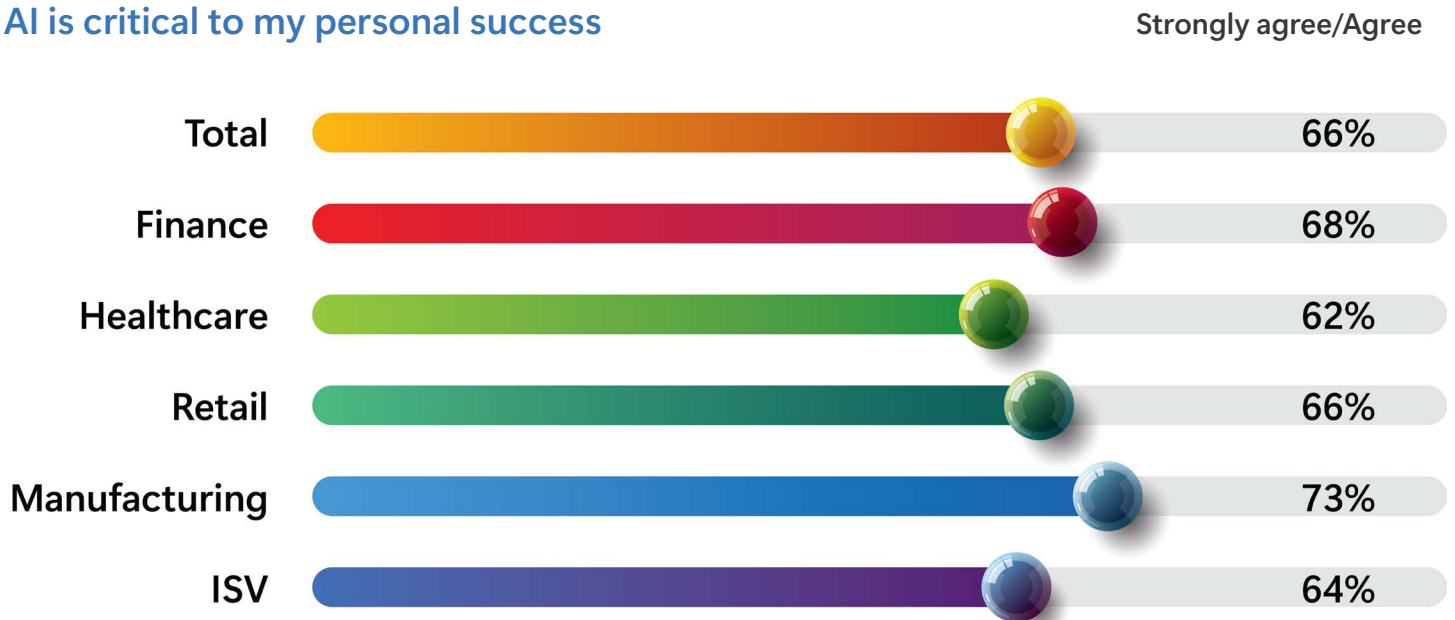 AI is critical to my personal success Strongly agree/Agree
Total 66%
Finance 68%
Healthcare 62%
Retail 66%
Manufacturing 73%
ISV 64%